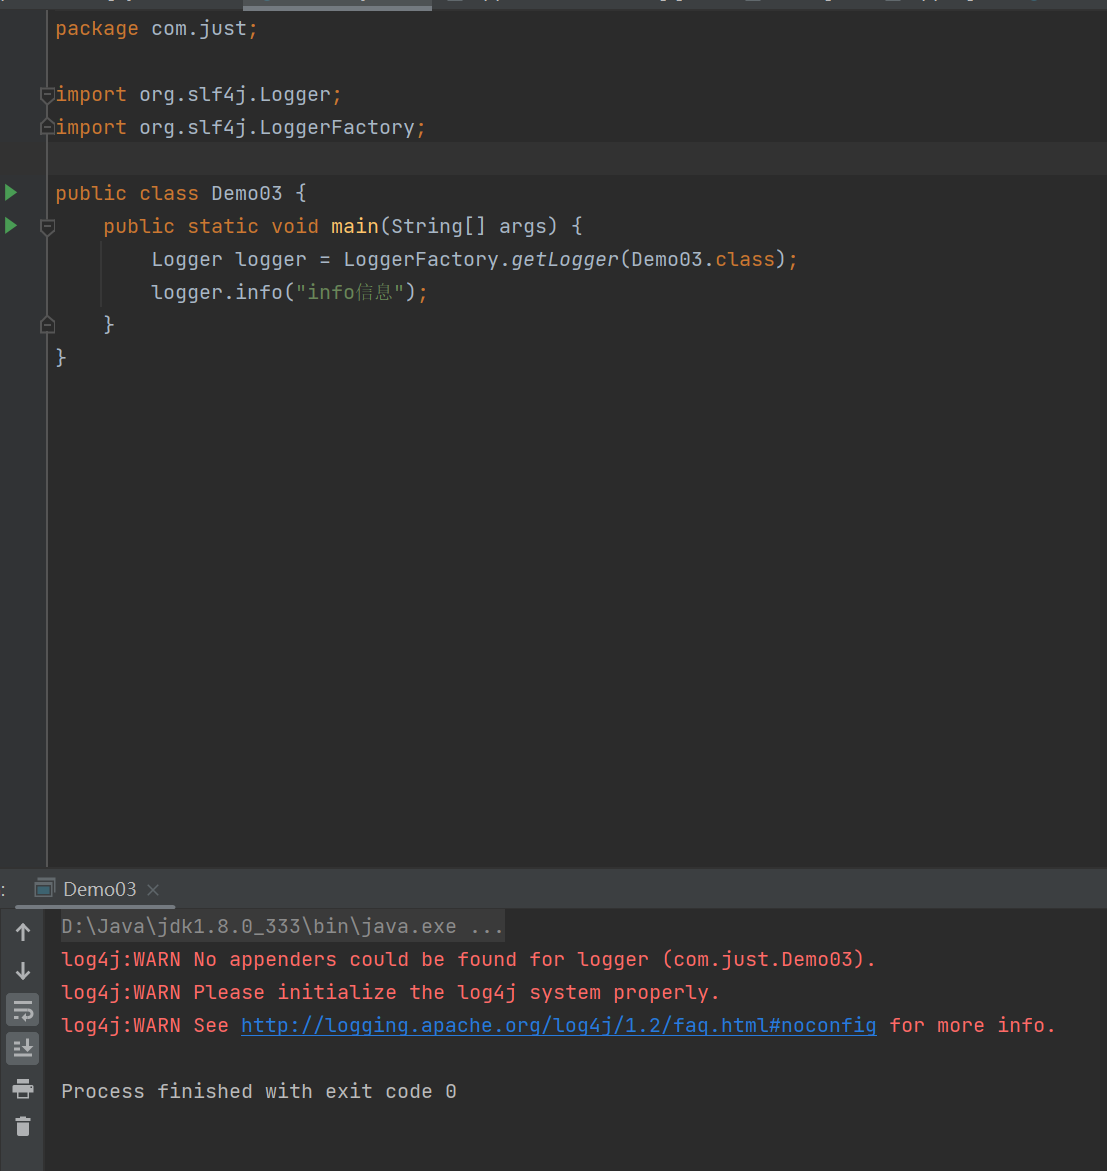 package com.just;
import org.slf4j.Logger;
import org.slf4j.LoggerFactory;
public class Demo03 {
public static void main(String[] args) {
Logger logger = LoggerFactory.getLogger(Demo03.class);
logger.info("info信息");
}
}
Demo03
D:\Java\jdk1.8.0_333\bin\java.exe ...
log4j:WARN No appenders could be found for logger (com.just.Demo03).
log4j:WARN Please initialize the log4j system properly.
log4j:WARN See http://logging.apache.org/log4j/1.2/faq.html#noconfig for more info.
Process finished with exit code 0